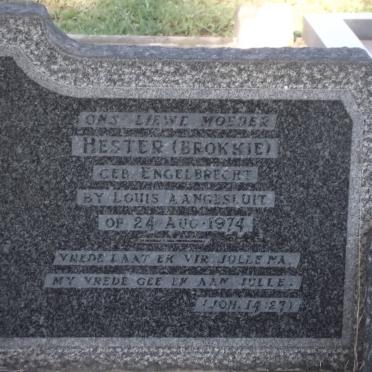 ONS LIEWE MOEDER
HESTER (BROKKIE)
GEB ENGELBRECHT
BY LOUIS AANGESLUIT
OP 24 AUG. 1974
VREDE LAAT EK VIR JULLE NA,
MY VREDE GEE EK AAN JULLE.
(JOH. 14:27)